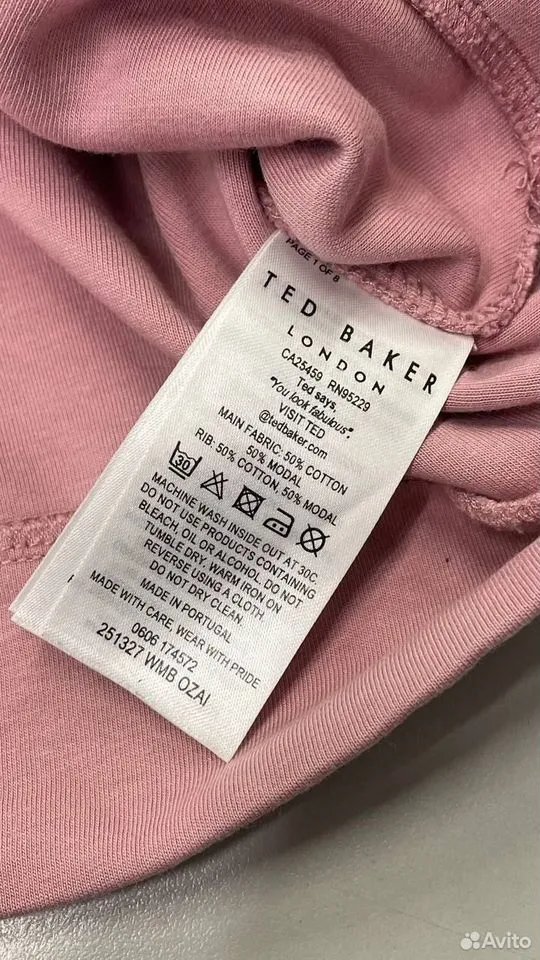 PAGE 1 OF 8
TED BAKER
LONDON
CA25459 RN95229
Ted says,
"You look fabulous".
VISIT TED
@tedbaker.com
MAIN FABRIC: 50% COTTON
50% MODAL
RIB: 50% COTTON, 50% MODAL
30
MACHINE WASH INSIDE OUT AT 30C.
DO NOT USE PRODUCTS CONTAINING
BLEACH, OIL OR ALCOHOL. DO NOT
TUMBLE DRY. WARM IRON ON
REVERSE USING A CLOTH.
DO NOT DRY CLEAN.
MADE IN PORTUGAL
MADE WITH CARE, WEAR WITH PRIDE
0606 174572
251327 WMB OZAI
Avito